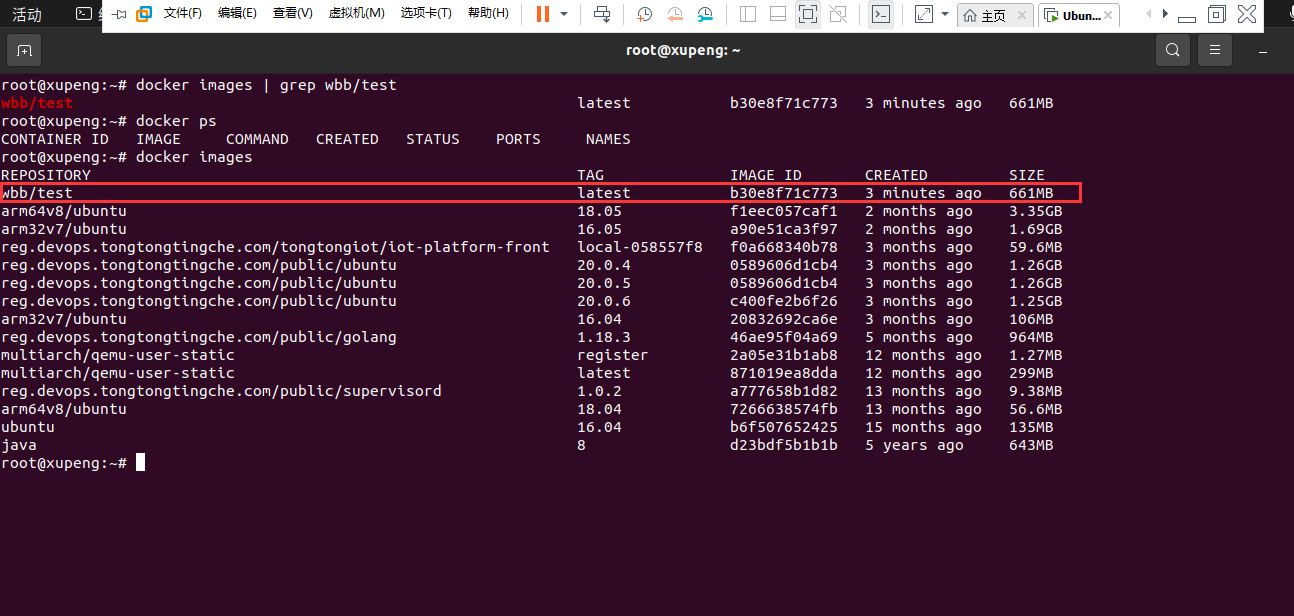 活动 文件(F) 编辑(E) 查看(V) 虚拟机(M) 选项卡(T) 帮助(H) 主页 Ubun...
root@xupeng: ~
root@xupeng:~# docker images | grep wbb/test
wbb/test latest b30e8f71c773 3 minutes ago 661MB
root@xupeng:~# docker ps
CONTAINER ID IMAGE COMMAND CREATED STATUS PORTS NAMES
root@xupeng:~# docker images
REPOSITORY TAG IMAGE ID CREATED SIZE
wbb/test latest b30e8f71c773 3 minutes ago 661MB
arm64v8/ubuntu 18.05 f1eec057caf1 2 months ago 3.35GB
arm32v7/ubuntu 16.05 a90e51ca3f97 2 months ago 1.69GB
reg.devops.tongtongtingche.com/tongtongiot/iot-platform-front local-058557f8 f0a668340b78 3 months ago 59.6MB
reg.devops.tongtongtingche.com/public/ubuntu 20.0.4 0589606d1cb4 3 months ago 1.26GB
reg.devops.tongtongtingche.com/public/ubuntu 20.0.5 0589606d1cb4 3 months ago 1.26GB
reg.devops.tongtongtingche.com/public/ubuntu 20.0.6 c400fe2b6f26 3 months ago 1.25GB
arm32v7/ubuntu 16.04 20832692ca6e 3 months ago 106MB
reg.devops.tongtongtingche.com/public/golang 1.18.3 46ae95f04a69 5 months ago 964MB
multiarch/qemu-user-static register 2a05e31b1ab8 12 months ago 1.27MB
multiarch/qemu-user-static latest 871019ea8dda 12 months ago 299MB
reg.devops.tongtongtingche.com/public/supervisord 1.0.2 a777658b1d82 13 months ago 9.38MB
arm64v8/ubuntu 18.04 7266638574fb 13 months ago 56.6MB
ubuntu 16.04 b6f507652425 15 months ago 135MB
java 8 d23bdf5b1b1b 5 years ago 643MB
root@xupeng:~#